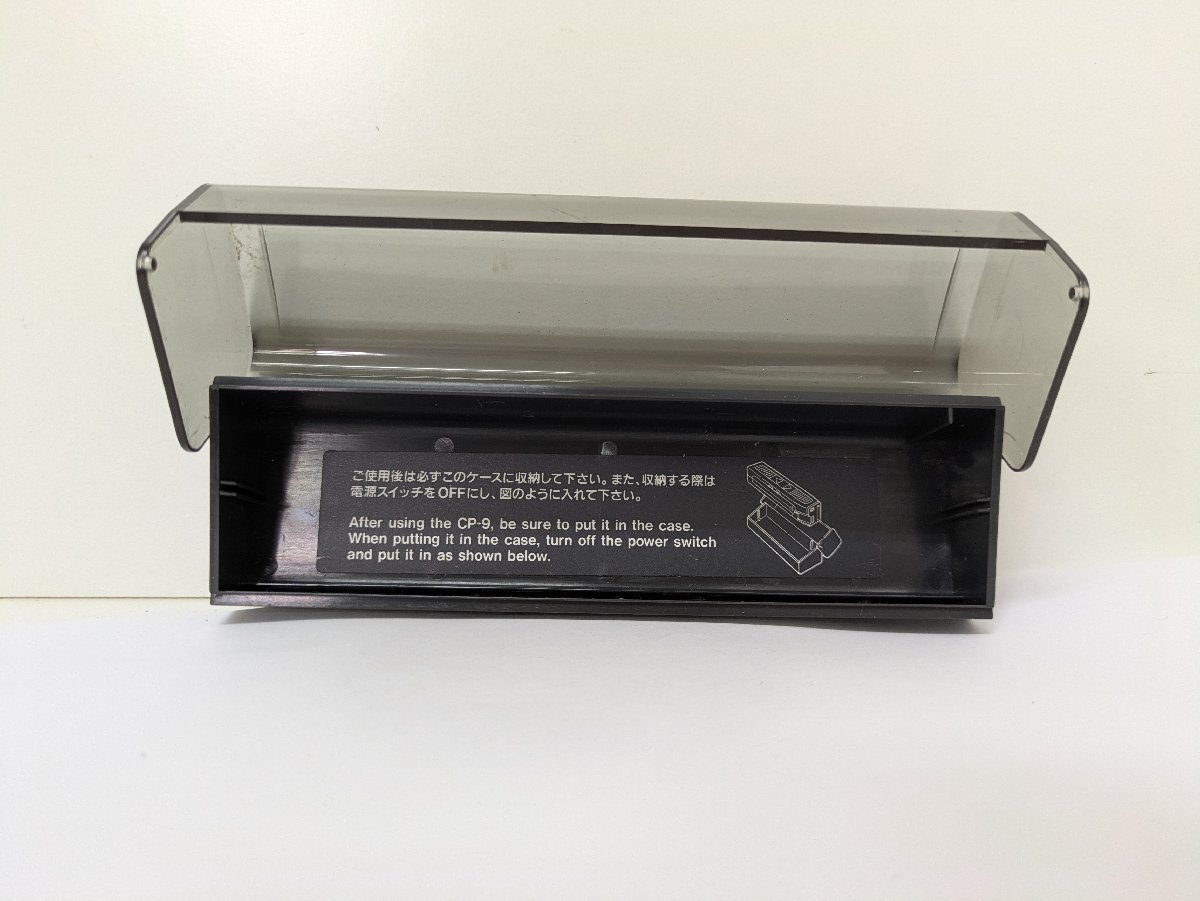 ご使用後は必ずこのケースに収納して下さい。また、収納する際は
電源スイッチをOFFにし、図のように入れて下さい。
After using the CP-9, be sure to put it in the case.
When putting it in the case, turn off the power switch
and put it in as shown below.